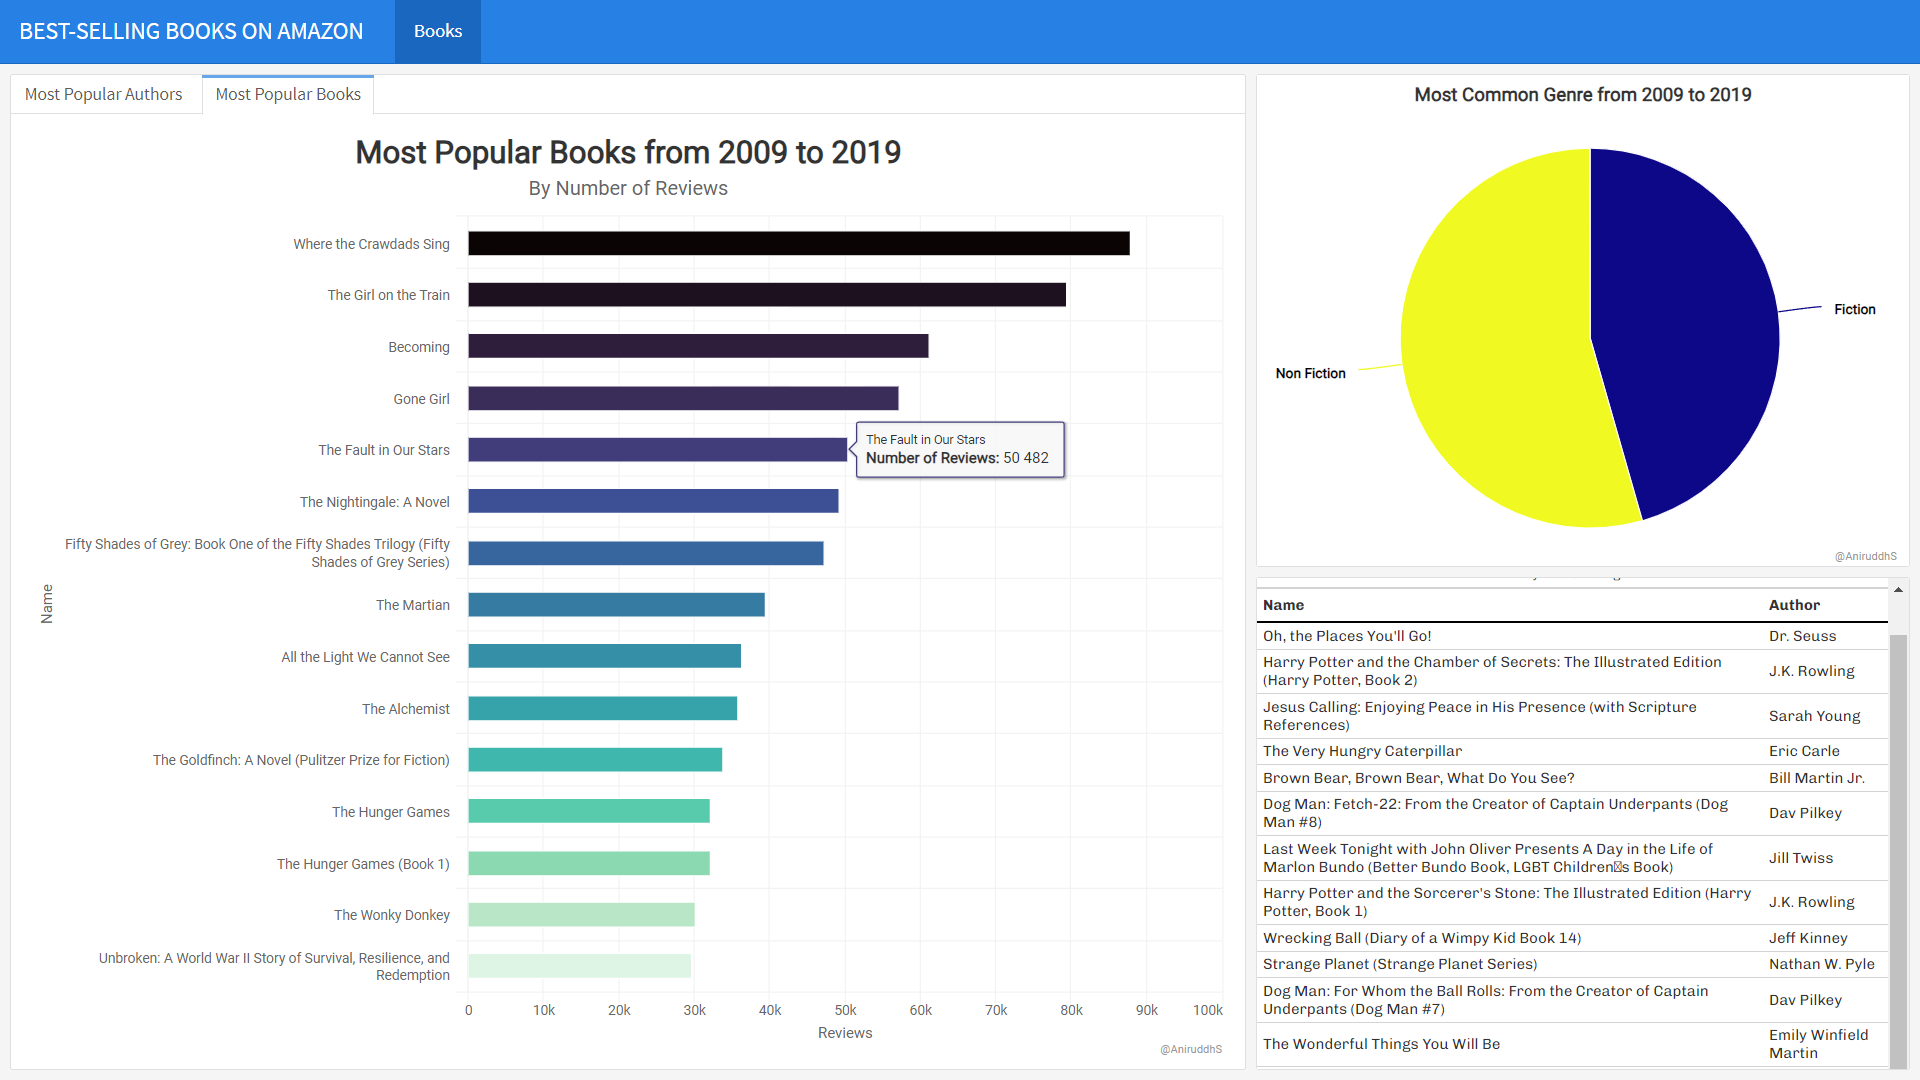 BEST-SELLING BOOKS ON AMAZON
Books
Most Popular Authors
Most Popular Books
Most Popular Books from 2009 to 2019
By Number of Reviews
Where the Crawdads Sing
The Girl on the Train
Becoming
Gone Girl
The Fault in Our Stars
The Nightingale: A Novel
Fifty Shades of Grey: Book One of the Fifty Shades Trilogy (Fifty
Shades of Grey Series)
The Martian
All the Light We Cannot See
The Alchemist
The Goldfinch: A Novel (Pulitzer Prize for Fiction)
The Hunger Games
The Hunger Games (Book 1)
The Wonky Donkey
Unbroken: A World War II Story of Survival, Resilience, and
Redemption
Name
The Fault in Our Stars
Number of Reviews: 50 482
0 10k 20k 30k 40k 50k 60k 70k 80k 90k 100k
Reviews
@AniruddhS
Most Common Genre from 2009 to 2019
Fiction
Non Fiction
@AniruddhS
Name Author
Oh, the Places You'll Go! Dr. Seuss
Harry Potter and the Chamber of Secrets: The Illustrated Edition
(Harry Potter, Book 2)
J.K. Rowling
Jesus Calling: Enjoying Peace in His Presence (with Scripture
References)
Sarah Young
The Very Hungry Caterpillar Eric Carle
Brown Bear, Brown Bear, What Do You See? Bill Martin Jr.
Dog Man: Fetch-22: From the Creator of Captain Underpants (Dog
Man #8)
Dav Pilkey
Last Week Tonight with John Oliver Presents A Day in the Life of
Marlon Bundo (Better Bundo Book, LGBT Children�s Book)
Jill Twiss
Harry Potter and the Sorcerer's Stone: The Illustrated Edition (Harry
Potter, Book 1)
J.K. Rowling
Wrecking Ball (Diary of a Wimpy Kid Book 14) Jeff Kinney
Strange Planet (Strange Planet Series) Nathan W. Pyle
Dog Man: For Whom the Ball Rolls: From the Creator of Captain
Underpants (Dog Man #7)
Dav Pilkey
The Wonderful Things You Will Be
Emily Winfield
Martin